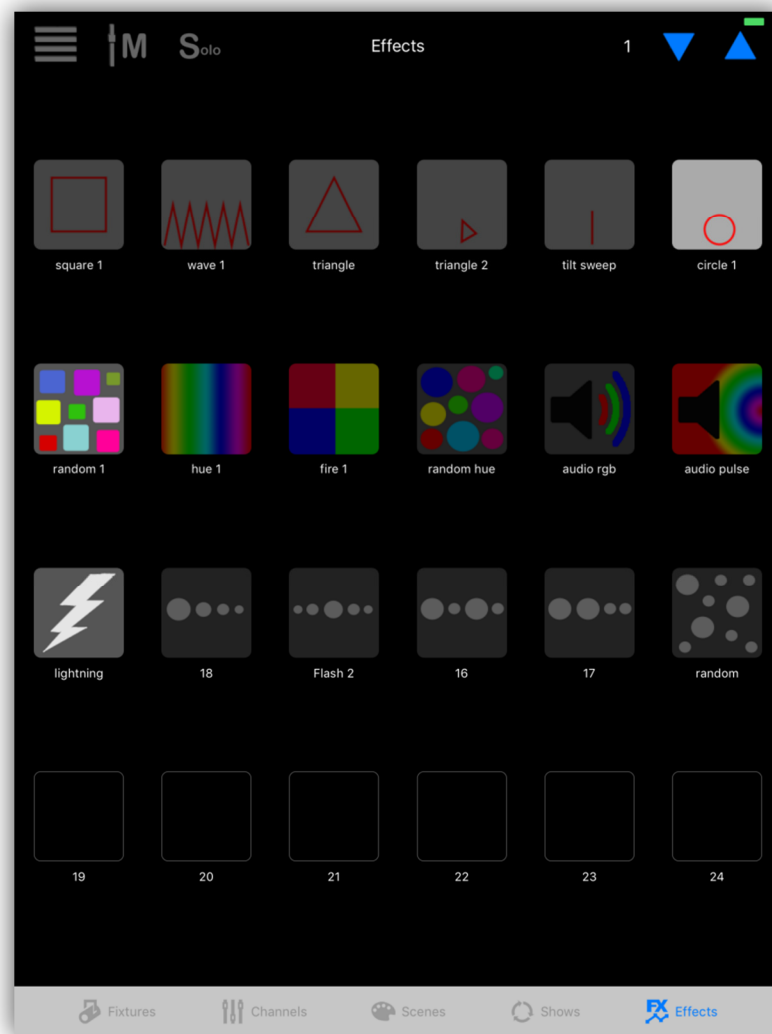 M Solo Effects 1
square 1 wave 1 triangle triangle 2 tilt sweep circle 1
random 1 hue 1 fire 1 random hue audio rgb audio pulse
lightning 18 Flash 2 16 17 random
19 20 21 22 23 24
Fixtures Channels Scenes Shows FX Effects